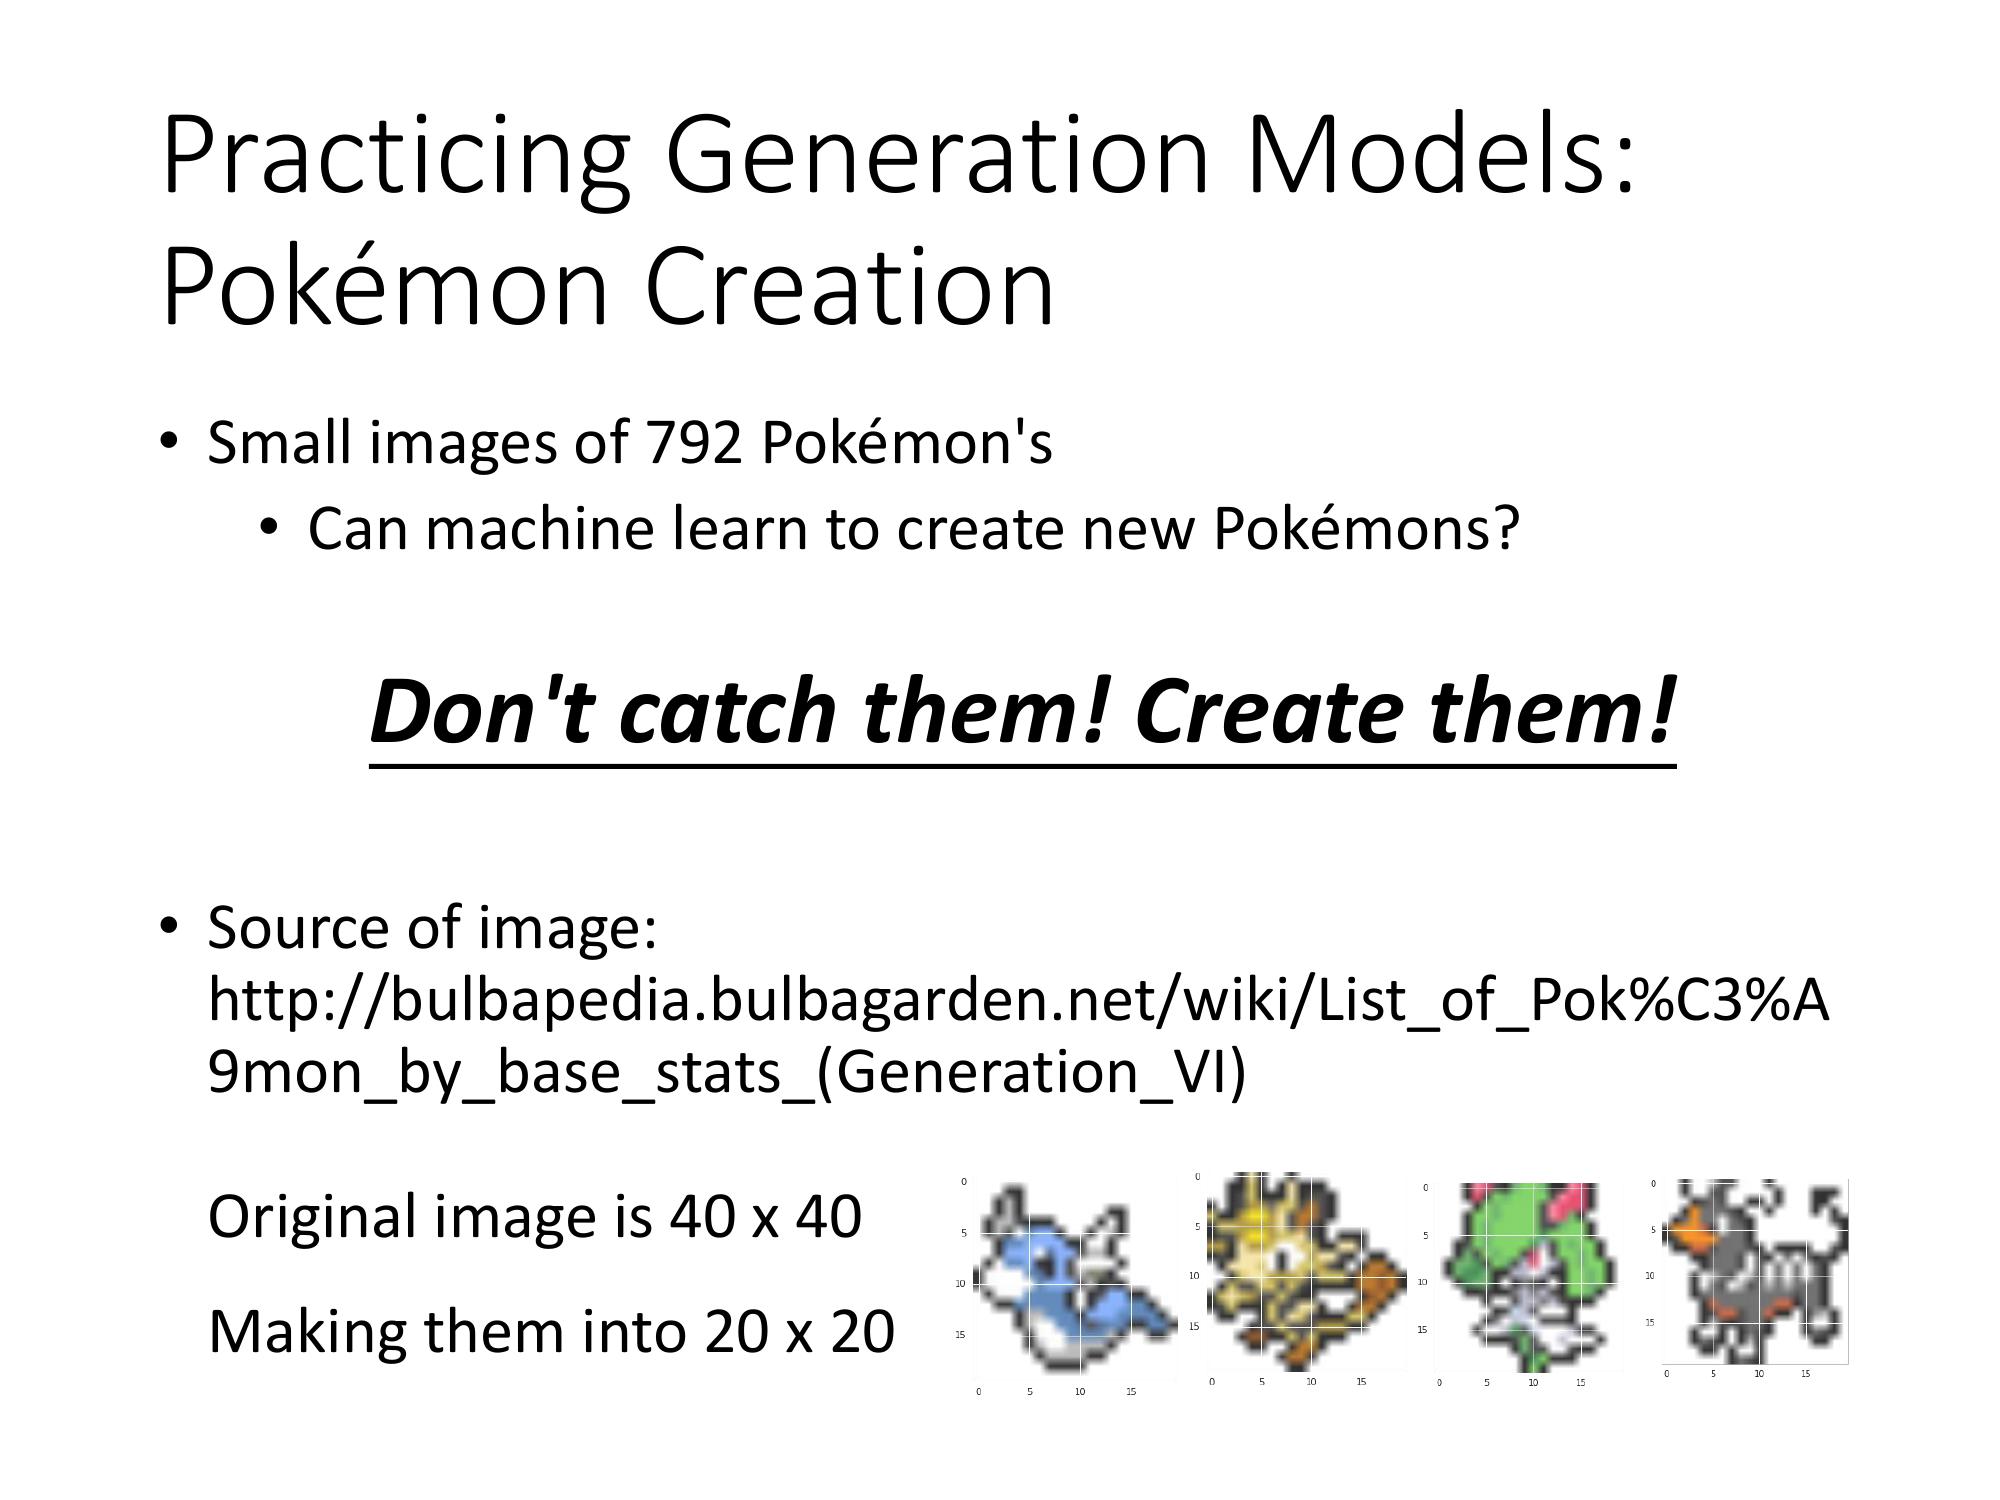 Practicing Generation Models:
Pokémon Creation
• Small images of 792 Pokémon's
• Can machine learn to create new Pokémons?
Don't catch them! Create them!
• Source of image:
http://bulbapedia.bulbagarden.net/wiki/List_of_Pok%C3%A
9mon_by_base_stats_(Generation_VI)
Original image is 40 x 40
Making them into 20 x 20
0
5
10
15
0 5 10 15
0
5
10
15
0 5 10 15
0
5
10
15
0 5 10 15
0
5
10
15
0 5 10 15